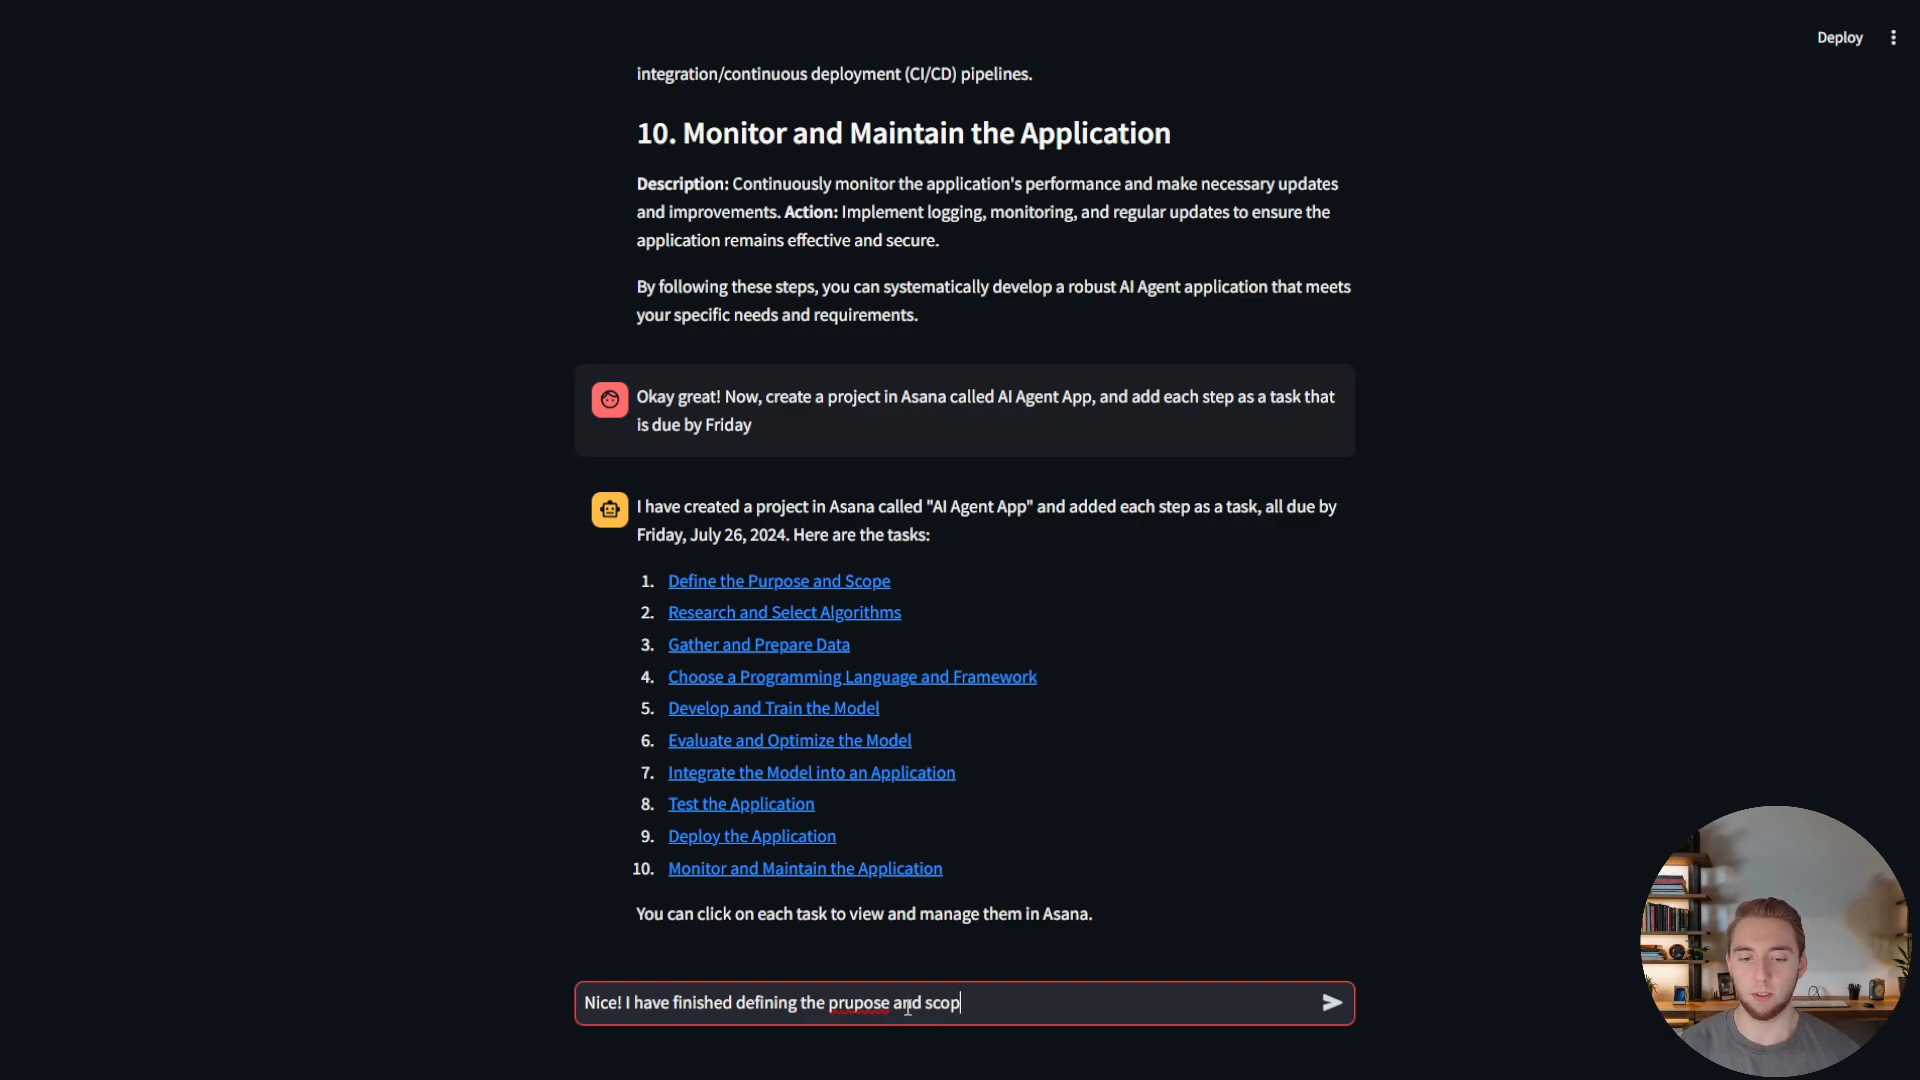 Deploy
integration/continuous deployment (CI/CD) pipelines.
10. Monitor and Maintain the Application
Description: Continuously monitor the application's performance and make necessary updates
and improvements. Action: Implement logging, monitoring, and regular updates to ensure the
application remains effective and secure.
By following these steps, you can systematically develop a robust AI Agent application that meets
your specific needs and requirements.
Okay great! Now, create a project in Asana called AI Agent App, and add each step as a task that
is due by Friday
I have created a project in Asana called "AI Agent App" and added each step as a task, all due by
Friday, July 26, 2024. Here are the tasks:
1. Define the Purpose and Scope
2. Research and Select Algorithms
3. Gather and Prepare Data
4. Choose a Programming Language and Framework
5. Develop and Train the Model
6. Evaluate and Optimize the Model
7. Integrate the Model into an Application
8. Test the Application
9. Deploy the Application
10. Monitor and Maintain the Application
You can click on each task to view and manage them in Asana.
Nice! I have finished defining the prupose and scop